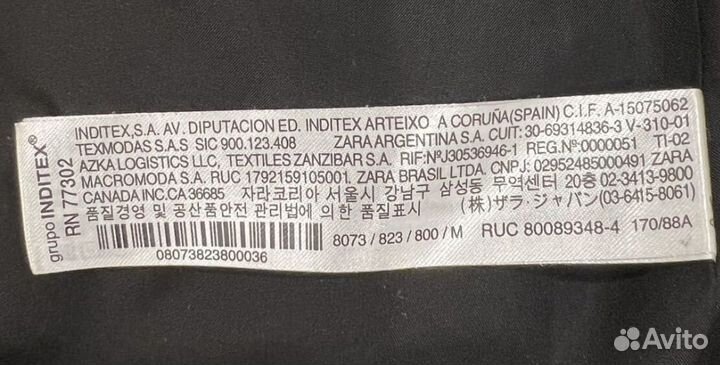 grupo INDITEX®
RN 77302
INDITEX,S.A. AV. DIPUTACION ED. INDITEX ARTEIXO A CORUÑA(SPAIN) C.I.F. A-15075062
TEXMODAS S.A.S SIC 900.123.408 ZARA ARGENTINA S.A. CUIT: 30-69314836-3 V-310-01
AZKA LOGISTICS LLC, TEXTILES ZANZIBAR S.A. RIF:NºJ30536946-1 REG.Nº0000051 TI-02
MACROMODA S.A. RUC 1792159105001. ZARA BRASIL LTDA. CNPJ: 02952485000491 ZARA
CANADA INC.CA 36685 자라코리아 서울시 강남구 삼성동 무역센터 20층 02-3413-9800
품질경영 및 공산품안전 관리법에 의한 품질표시 (株)ザラ・ジャパン (03-6415-8061)
8073 / 823 / 800 / M RUC 80089348-4 170/88A
08073823800036
Avito